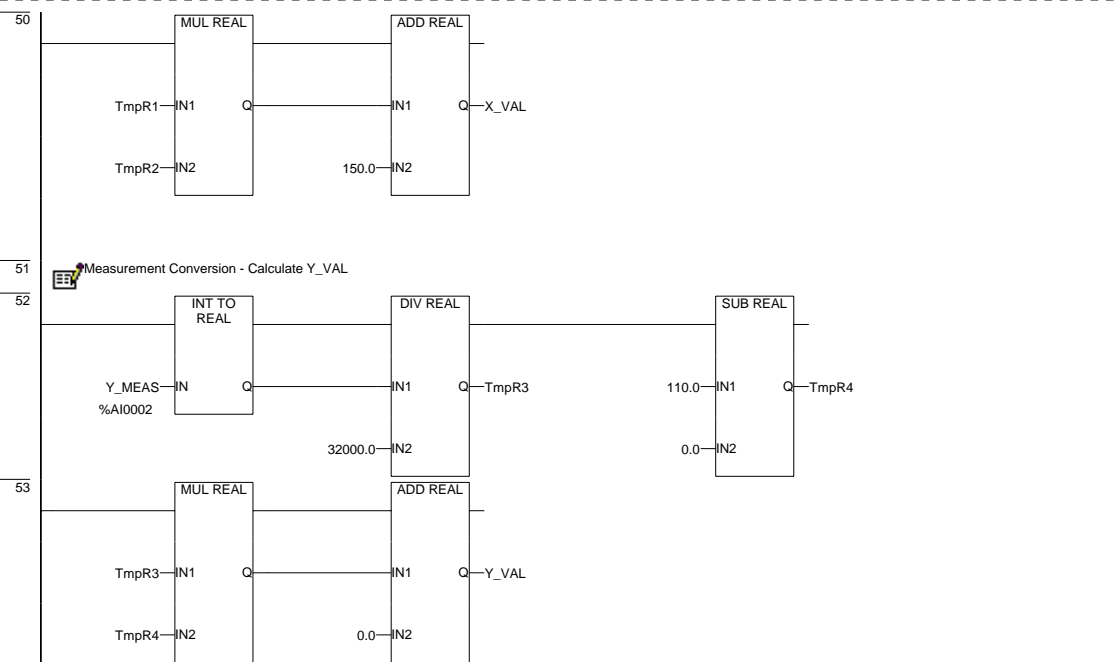 50
MUL REAL ADD REAL
TmpR1 IN1 Q IN1 Q X_VAL
TmpR2 IN2 150.0 IN2
51 Measurement Conversion - Calculate Y_VAL
52
INT TO REAL DIV REAL SUB REAL
Y_MEAS IN Q IN1 Q TmpR3 110.0 IN1 Q TmpR4
%AI0002
32000.0 IN2 0.0 IN2
53
MUL REAL ADD REAL
TmpR3 IN1 Q IN1 Q Y_VAL
TmpR4 IN2 0.0 IN2